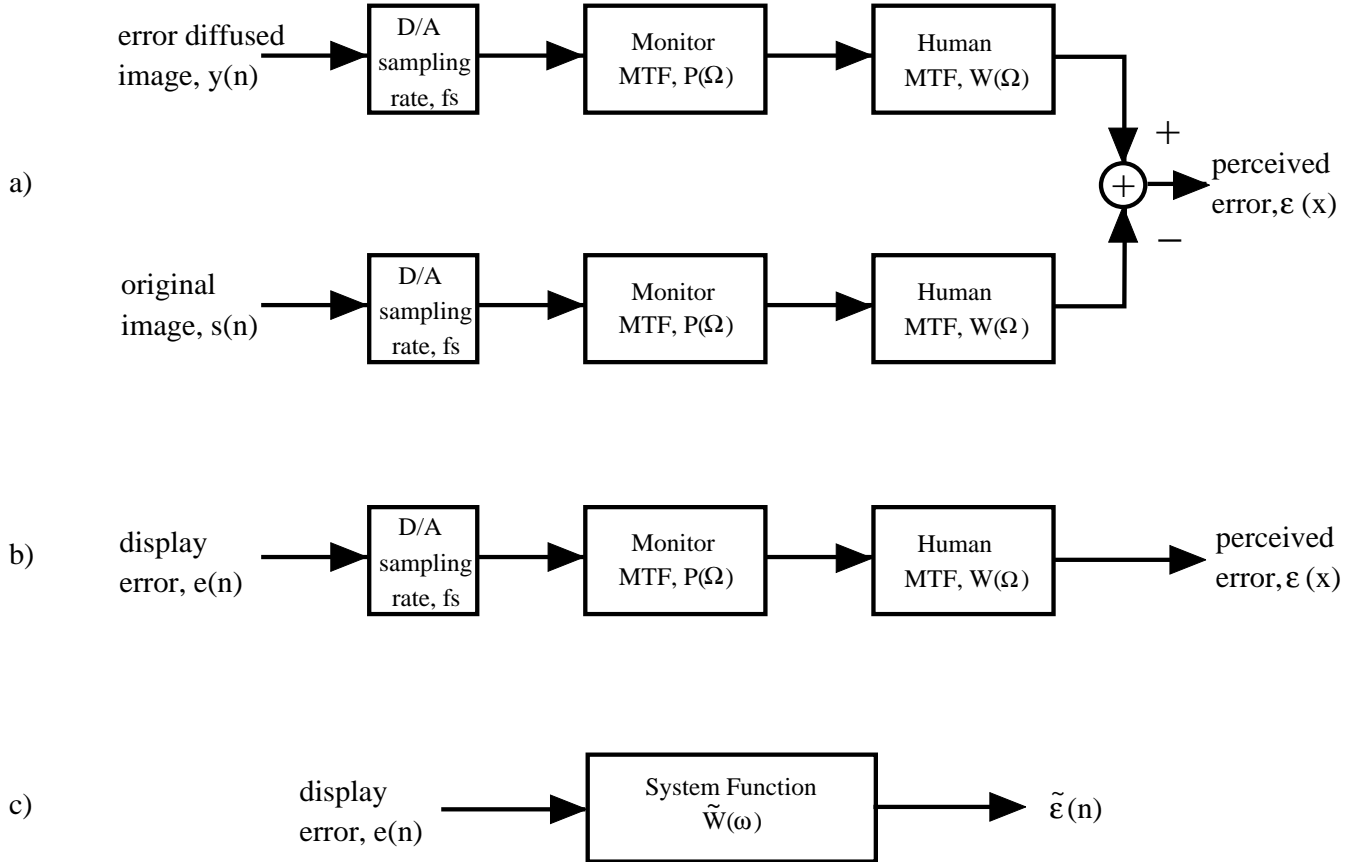 a)
error diffused
image, y(n)
D/A
sampling
rate, fs
Monitor
MTF, P(Ω)
Human
MTF, W(Ω)
+
+
−
perceived
error, ε (x)
original
image, s(n)
D/A
sampling
rate, fs
Monitor
MTF, P(Ω)
Human
MTF, W(Ω)
b)
display
error, e(n)
D/A
sampling
rate, fs
Monitor
MTF, P(Ω)
Human
MTF, W(Ω)
perceived
error, ε (x)
c)
display
error, e(n)
System Function
W̃(ω)
ε̃(n)